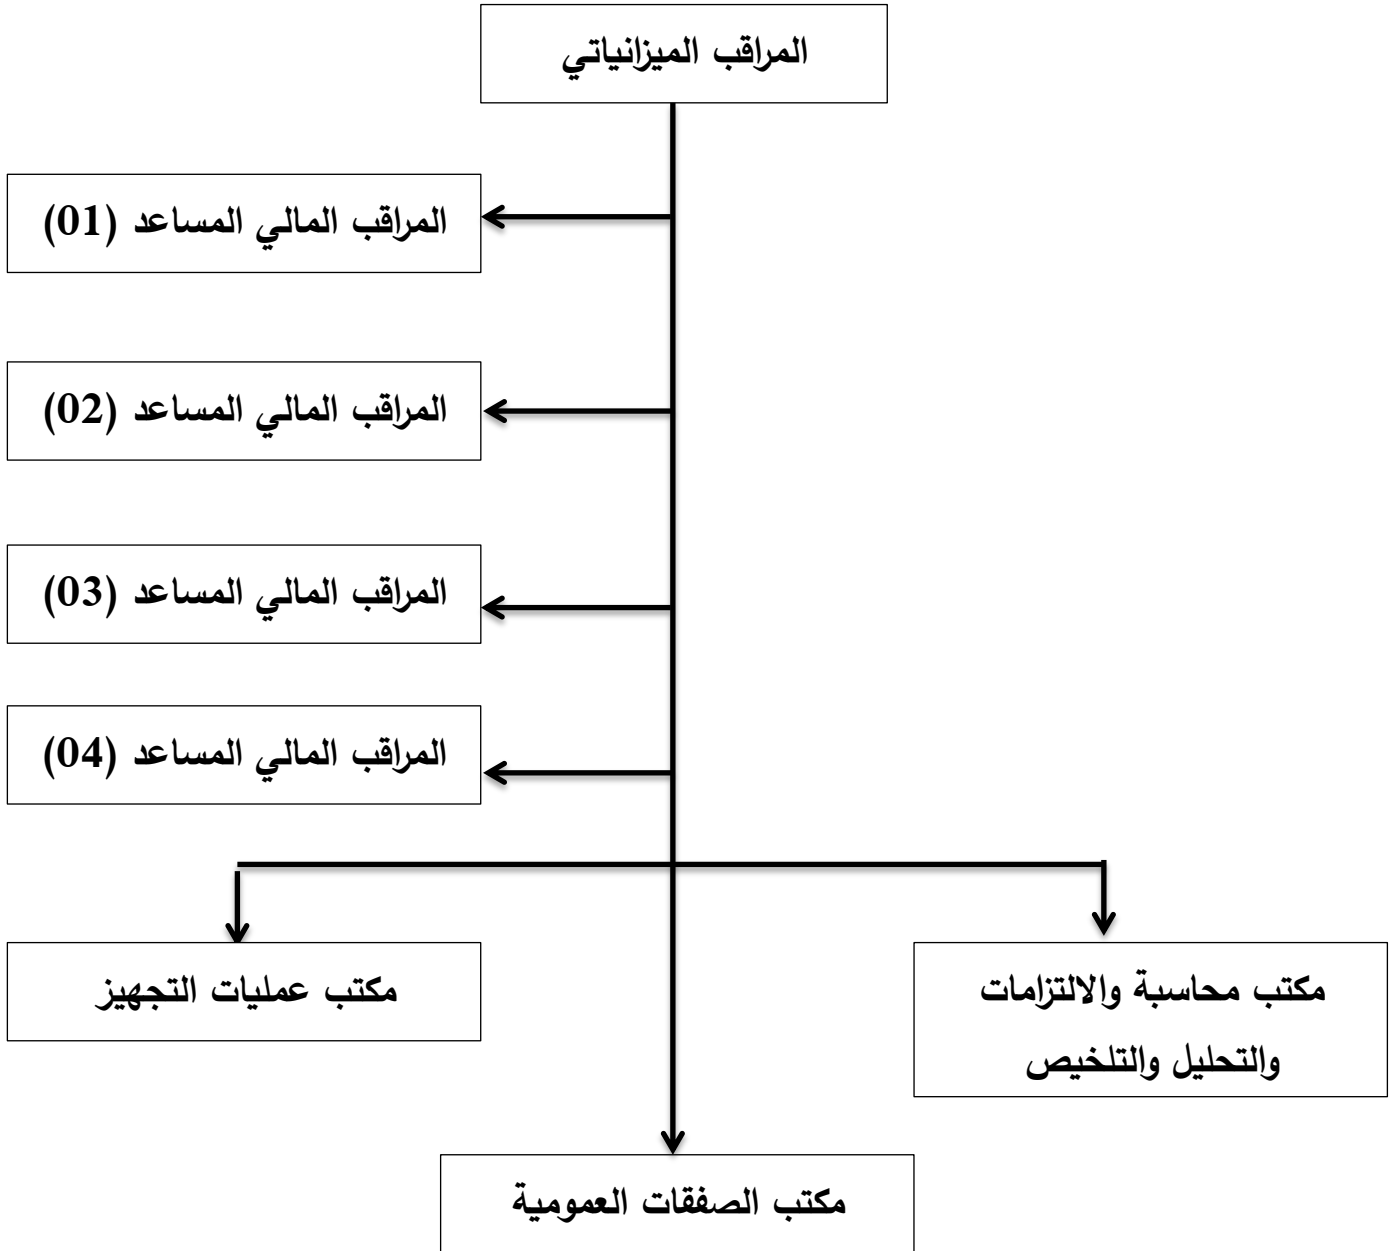 المراقب الميزانياتي
المراقب المالي المساعد (01)
المراقب المالي المساعد (02)
المراقب المالي المساعد (03)
المراقب المالي المساعد (04)
مكتب محاسبة والالتزامات
والتحليل والتلخيص
مكتب عمليات التجهيز
مكتب الصفقات العمومية